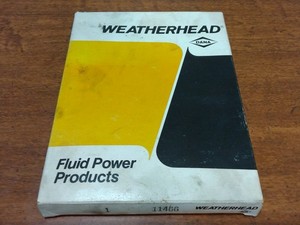 WEATHERHEAD
DANA
Fluid Power
Products
1 11466 WEATHERHEAD